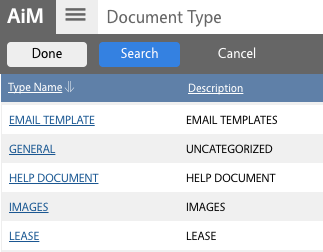 AiM Document Type
Done Search Cancel
Type Name Description
EMAIL TEMPLATE EMAIL TEMPLATES
GENERAL UNCATEGORIZED
HELP DOCUMENT HELP DOCUMENT
IMAGES IMAGES
LEASE LEASE